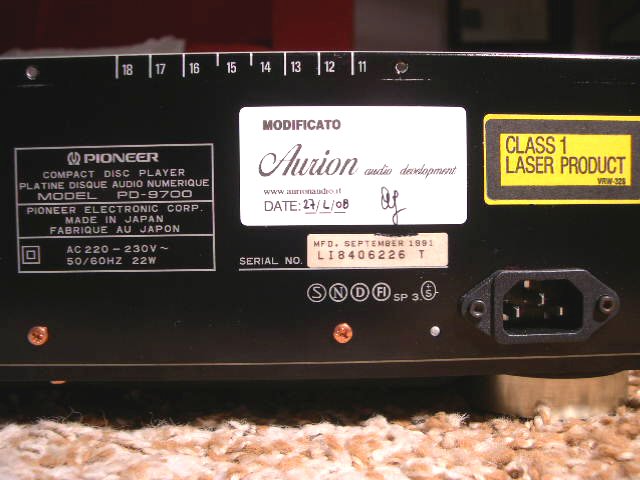 18 17 16 15 14 13 12 11
PIONEER
COMPACT DISC PLAYER
PLATINE DISQUE AUDIO NUMERIQUE
MODEL PD-9700
PIONEER ELECTRONIC CORP.
MADE IN JAPAN
FABRIQUE AU JAPON
AC 220 – 230V ~
50/60HZ 22W
MODIFICATO
Aurion audio development
www.aurionaudio.it
DATE: 27/6/08
MFD. SEPTEMBER 1991
SERIAL NO. LI8406226 T
S N D FI SP 3. S
CLASS 1
LASER PRODUCT
VRW-328